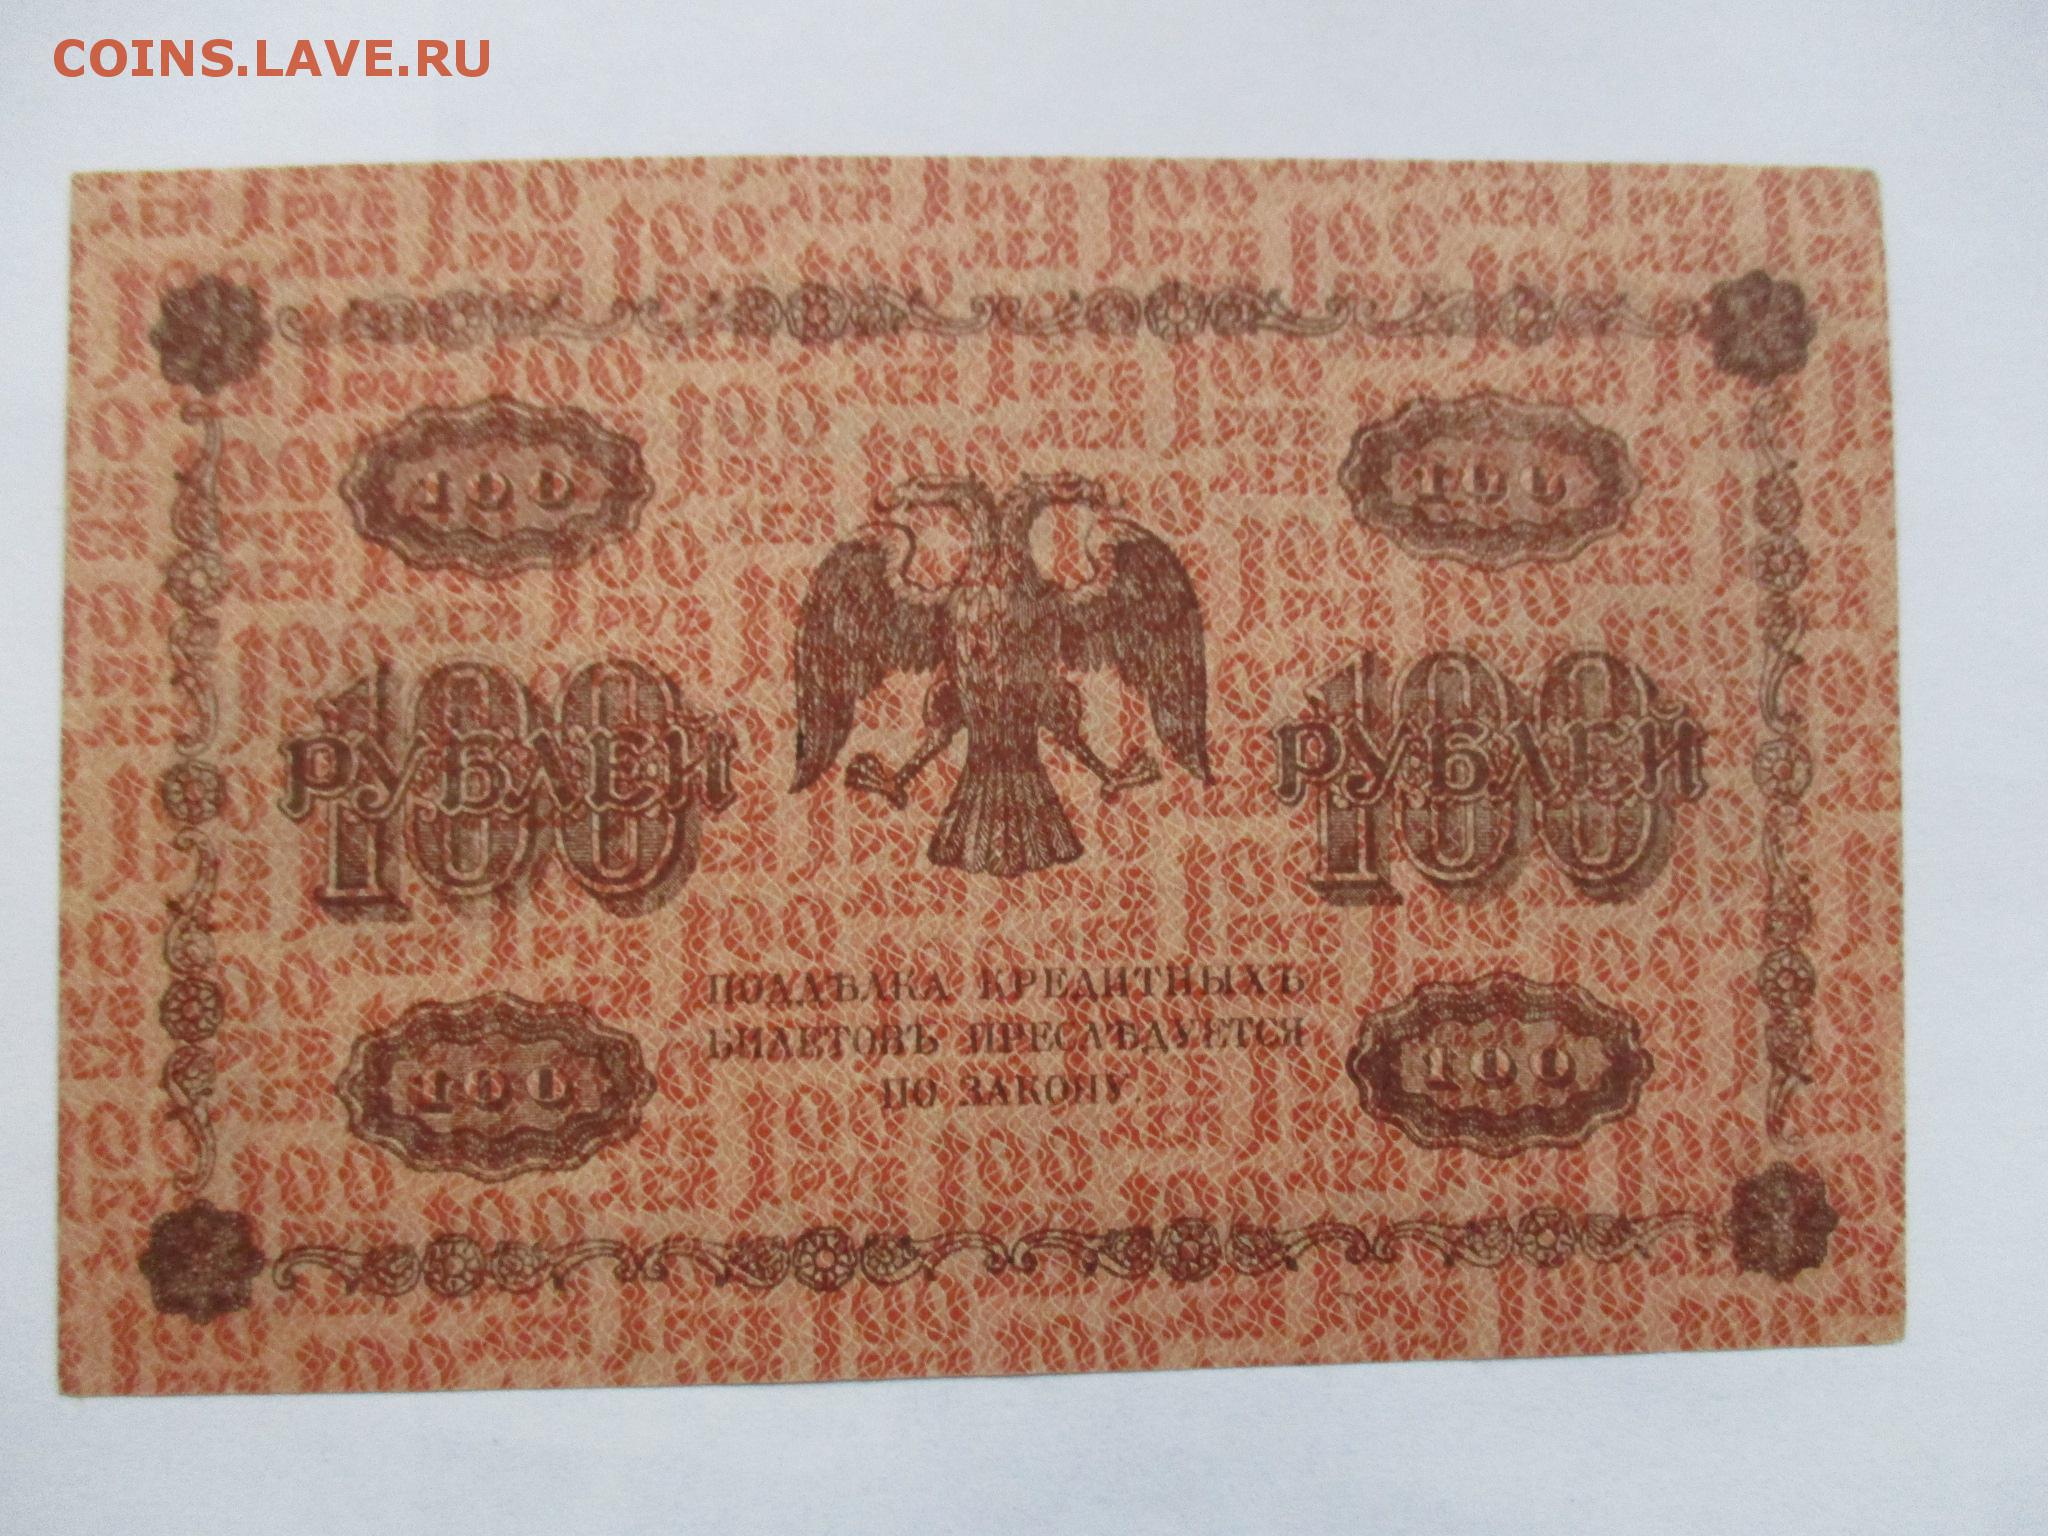 COINS.LAVE.RU
100
100
100
РУБЛЕЙ
100
РУБЛЕЙ
ПОДДѢЛКА КРЕДИТНЫХЪ
БИЛЕТОВЪ ПРЕСЛѢДУЕТСЯ
ПО ЗАКОНУ.
100
100